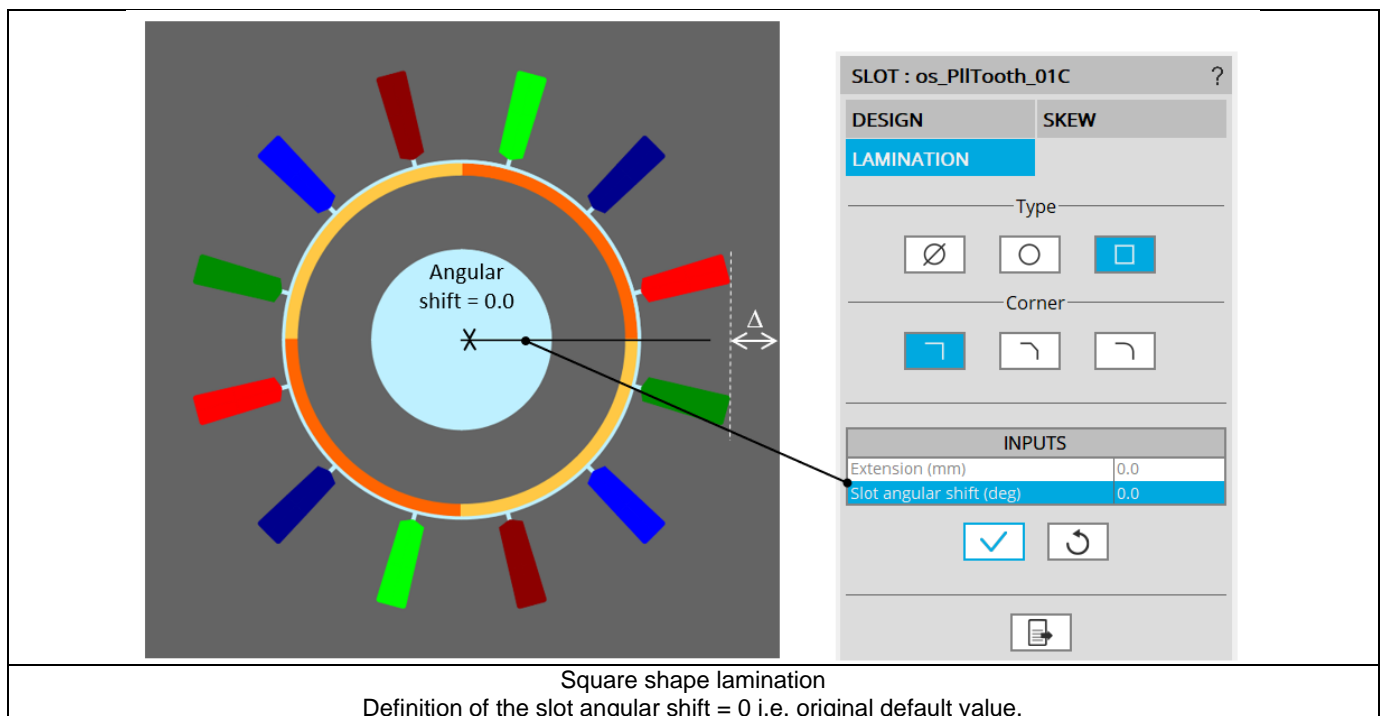 Angular
shift = 0.0
Δ
SLOT : os_PllTooth_01C ?
DESIGN SKEW
LAMINATION
Type
Corner
INPUTS
Extension (mm) 0.0
Slot angular shift (deg) 0.0
Square shape lamination
Definition of the slot angular shift = 0 i.e. original default value.